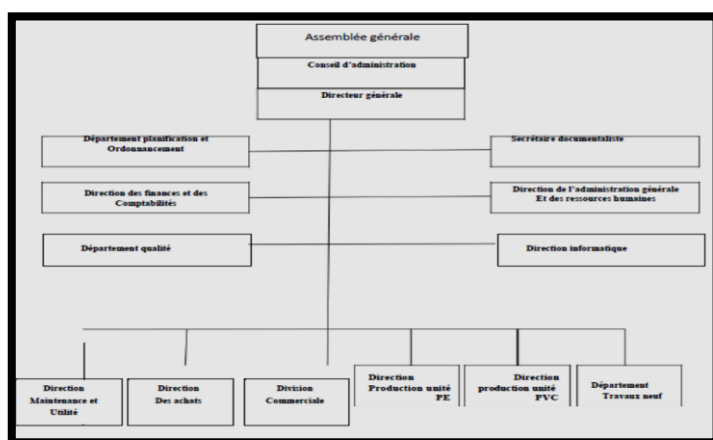 Assemblée générale
Conseil d'administration
Directeur générale
Département planification et
Ordonnancement
Secrétaire documentaliste
Direction des finances et des
Comptabilités
Direction de l'administration générale
Et des ressources humaines
Département qualité
Direction informatique
Direction
Maintenance et
Utilité
Direction
Des achats
Division
Commerciale
Direction
Production unité
PE
Direction
production unité
PVC
Département
Travaux neuf